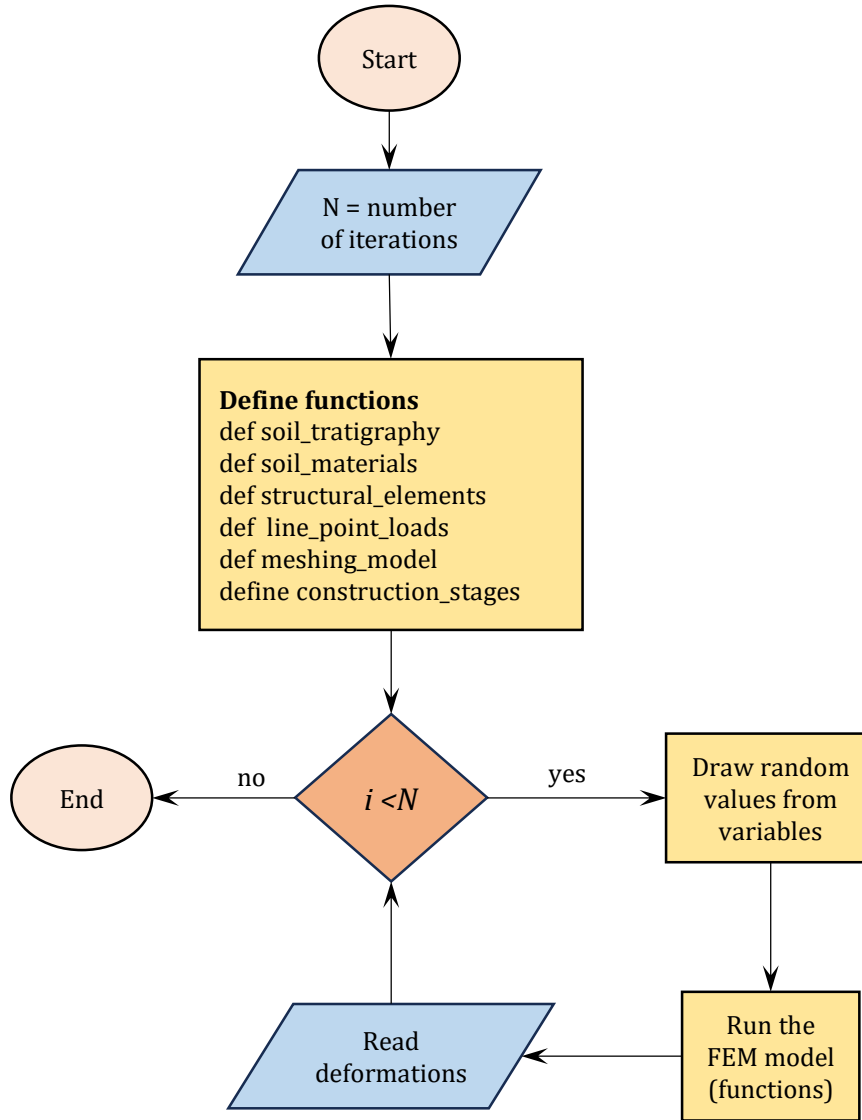 Start
N = number
of iterations
Define functions
def soil_tratigraphy
def soil_materials
def structural_elements
def  line_point_loads
def meshing_model
define construction_stages
End
no
i <N
yes
Draw random
values from
variables
Read
deformations
Run the
FEM model
(functions)